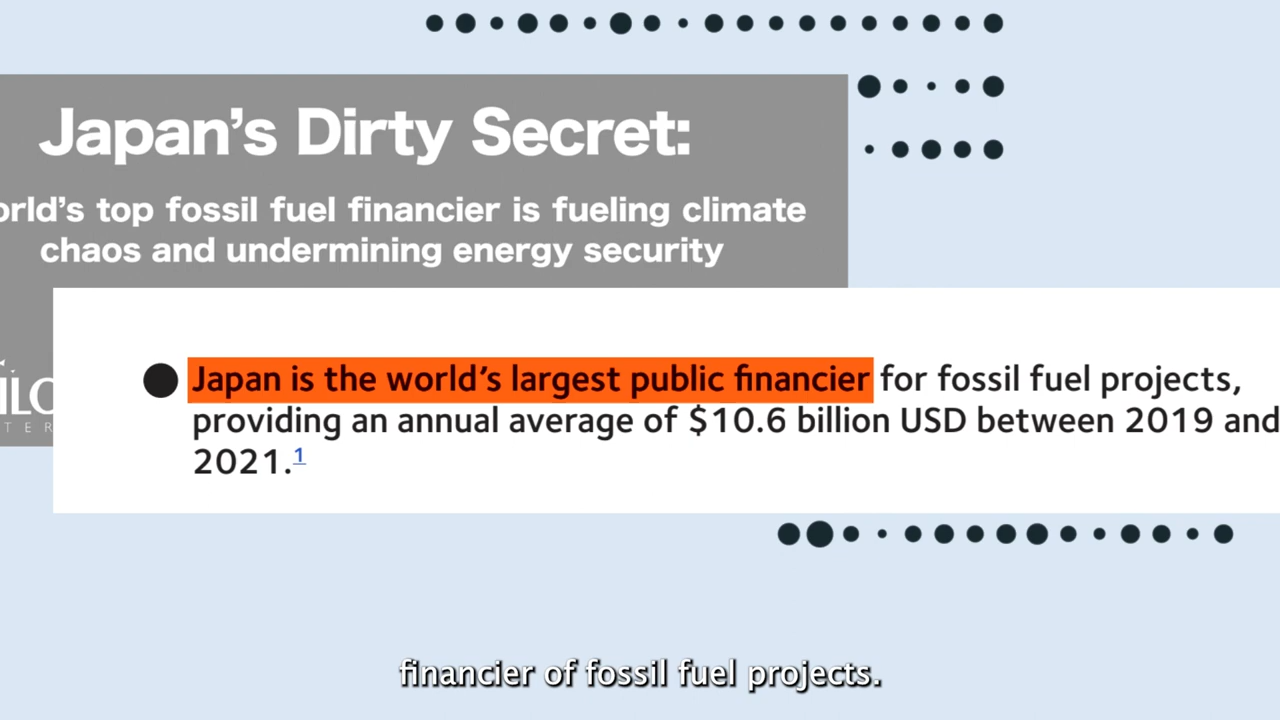 Japan's Dirty Secret:
top fossil fuel financier is fueling climate
chaos and undermining energy security
● Japan is the world's largest public financier for fossil fuel projects,
providing an annual average of $10.6 billion USD between 2019 and
2021.1
financier of fossil fuel projects.